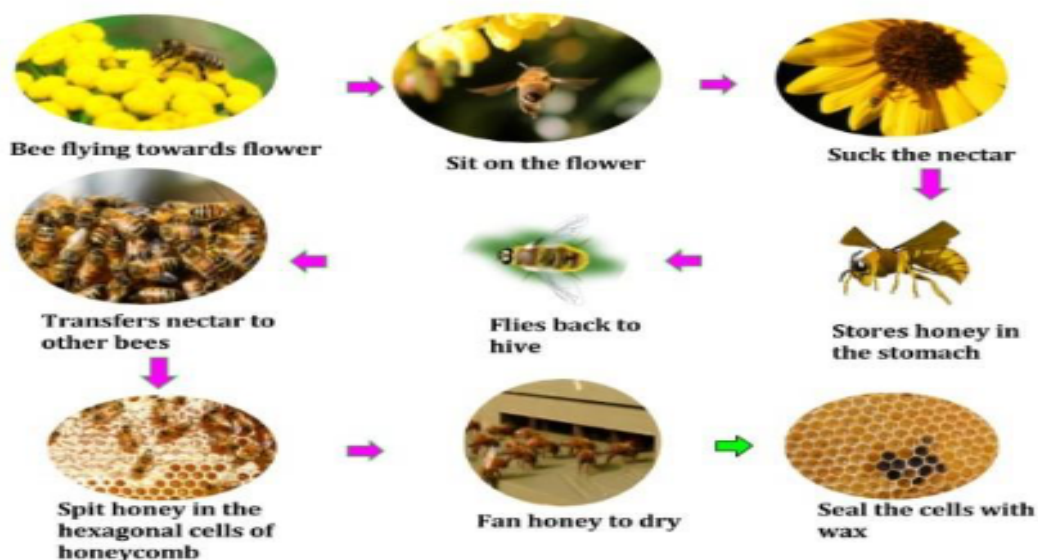 Bee flying towards flower
Sit on the flower
Suck the nectar
Stores honey in
the stomach
Flies back to
hive
Transfers nectar to
other bees
Spit honey in the
hexagonal cells of
honeycomb
Fan honey to dry
Seal the cells with
wax